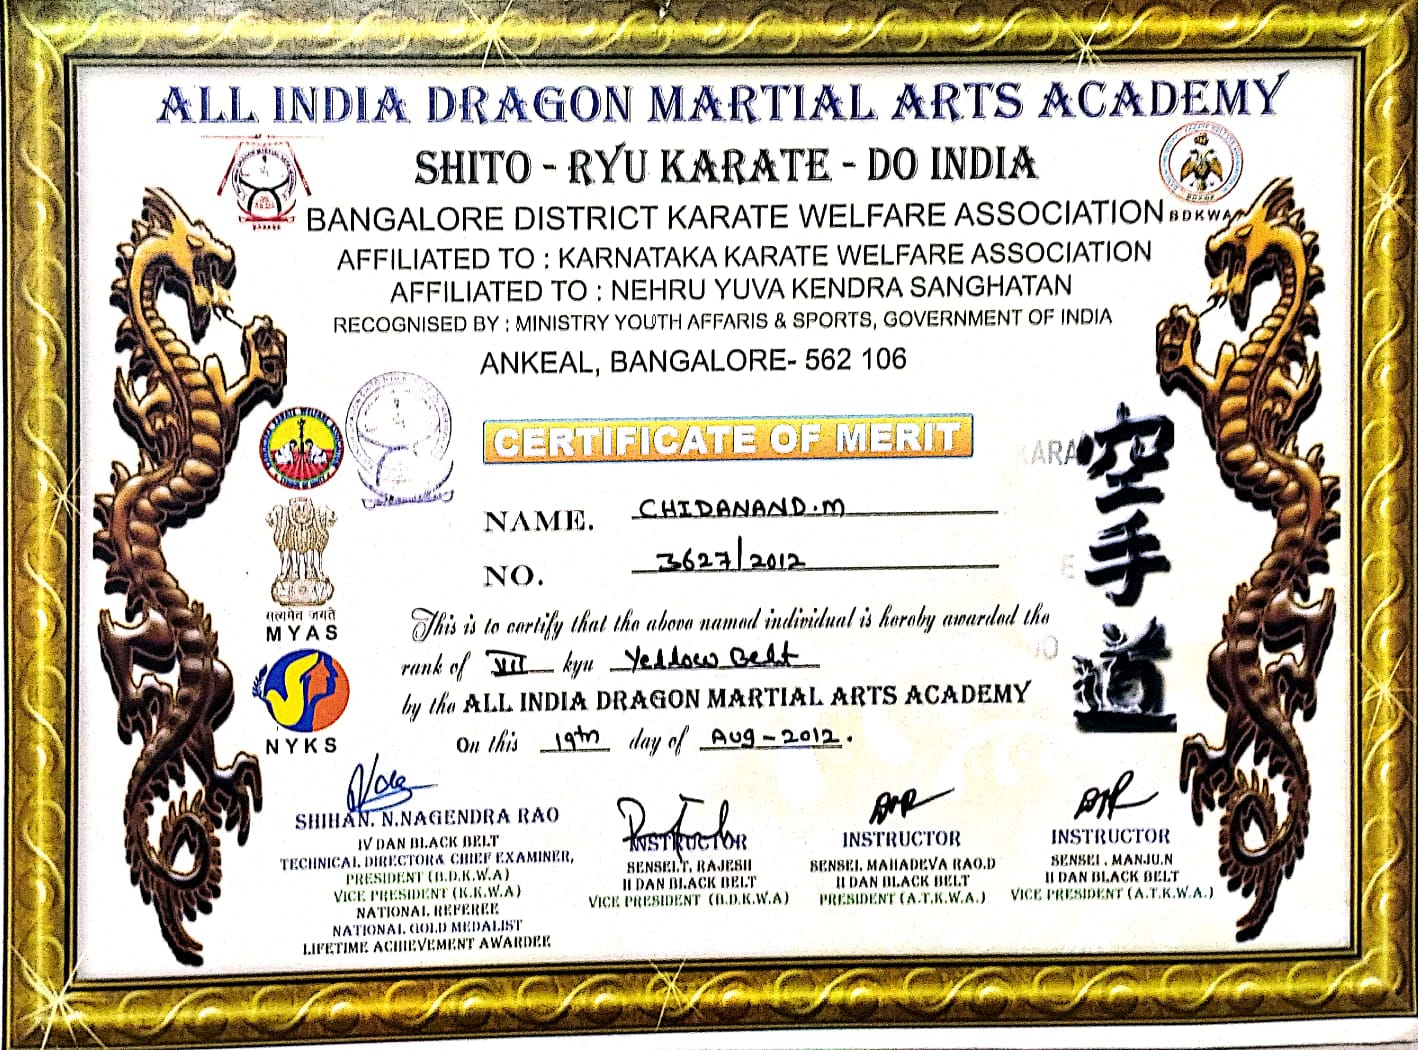 ALL INDIA DRAGON MARTIAL ARTS ACADEMY
SHITO - RYU KARATE - DO INDIA
BANGALORE DISTRICT KARATE WELFARE ASSOCIATION
BDKWA
AFFILIATED TO : KARNATAKA KARATE WELFARE ASSOCIATION
AFFILIATED TO : NEHRU YUVA KENDRA SANGHATAN
RECOGNISED BY : MINISTRY YOUTH AFFARIS & SPORTS, GOVERNMENT OF INDIA
ANKEAL, BANGALORE- 562 106
CERTIFICATE OF MERIT
KARA
空手道
NAME. CHIDANAND.M
NO. 3627/2012
E
सत्यमेव जयते
MYAS
This is to certify that the above named individual is hereby awarded the
DO
rank of VII kyu Yellow Belt
by the ALL INDIA DRAGON MARTIAL ARTS ACADEMY
On this 19th day of Aug-2012.
NYKS
SHIHAN. N.NAGENDRA RAO
IV DAN BLACK BELT
TECHNICAL DIRECTOR& CHIEF EXAMINER,
PRESIDENT (B.D.K.W.A)
VICE PRESIDENT (K.K.W.A)
NATIONAL REFEREE
NATIONAL GOLD MEDALIST
LIFETIME ACHIEVEMENT AWARDEE
INSTRUCTOR
SENSEI.T. RAJESH
II DAN BLACK BELT
VICE PRESIDENT (B.D.K.W.A)
INSTRUCTOR
SENSEI. MAHADEVA RAO.D
II DAN BLACK BELT
PRESIDENT (A.T.K.W.A.)
INSTRUCTOR
SENSEI . MANJU.N
II DAN BLACK BELT
VICE PRESIDENT (A.T.K.W.A.)